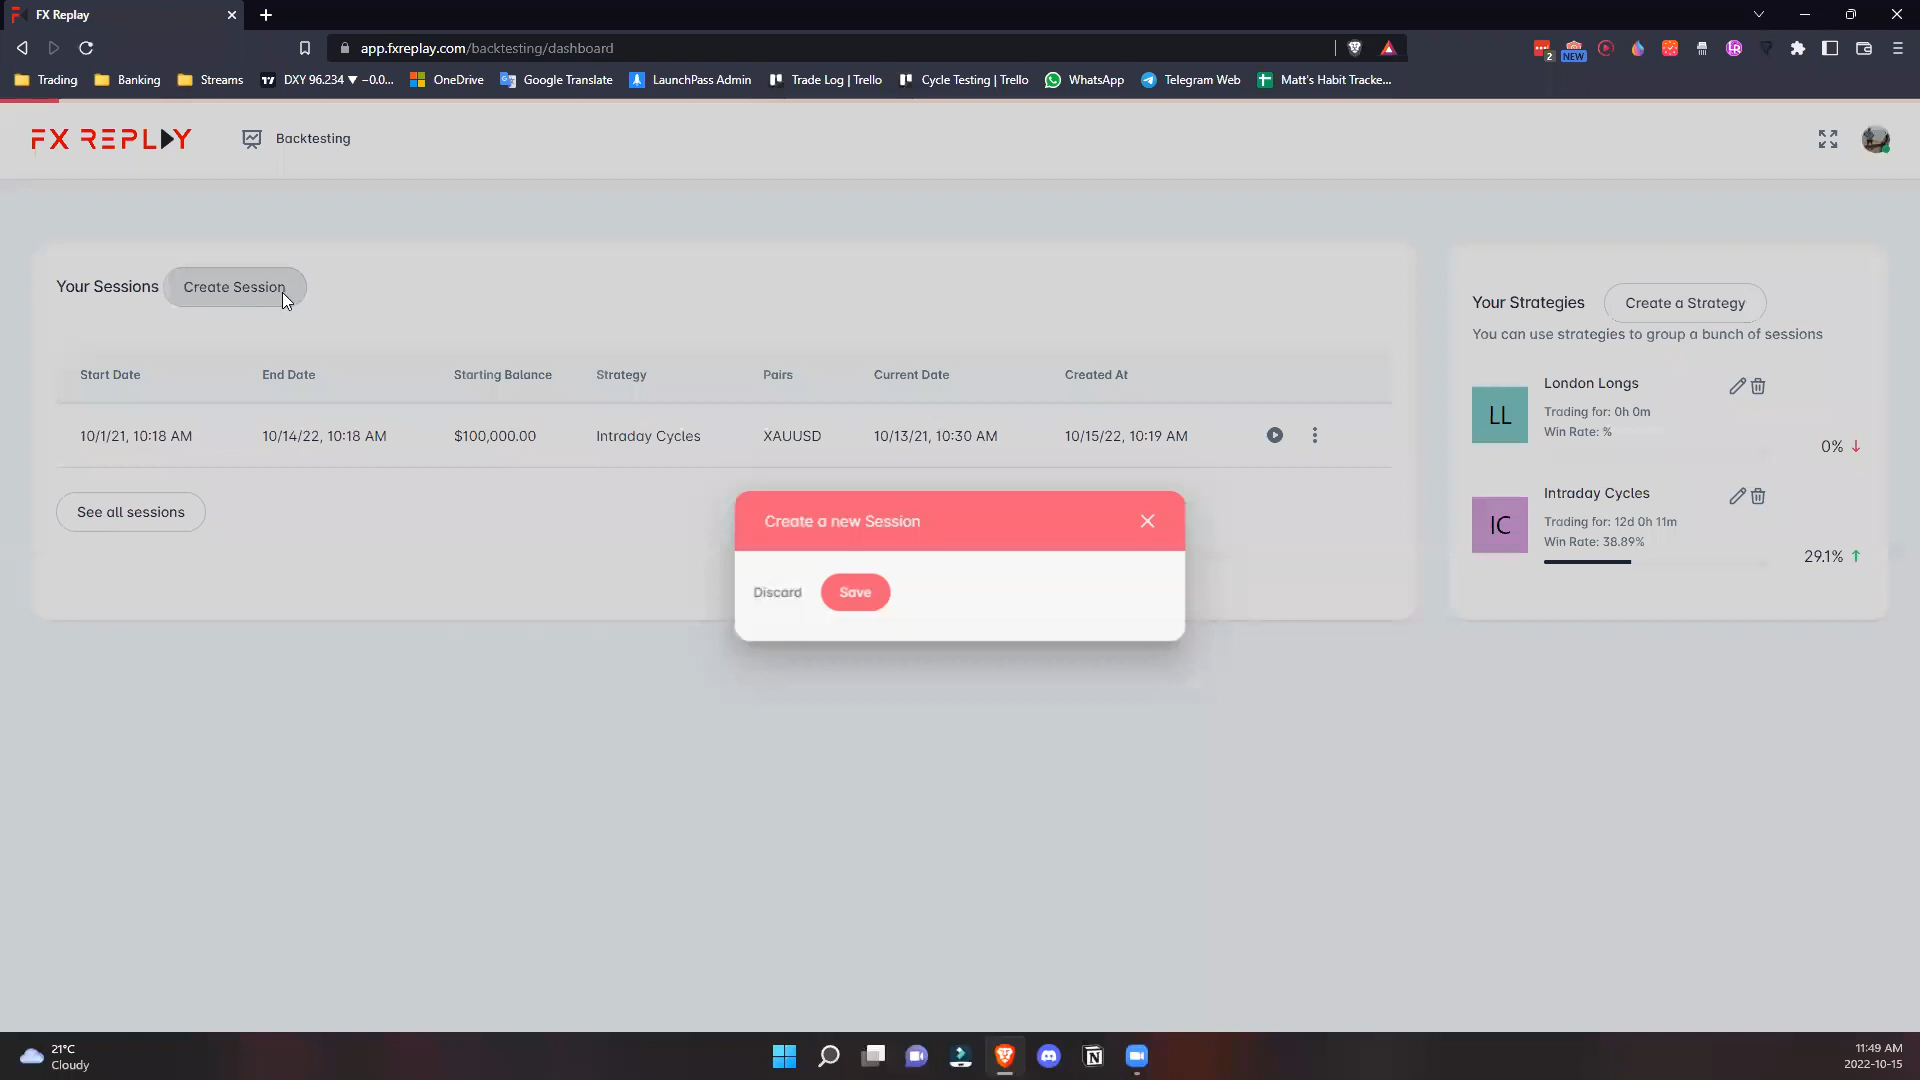 FX Replay
app.fxreplay.com/backtesting/dashboard
2
NEW
Trading
Banking
Streams
DXY 96.234 ▼ −0.0...
OneDrive
Google Translate
LaunchPass Admin
Trade Log | Trello
Cycle Testing | Trello
WhatsApp
Telegram Web
Matt's Habit Tracke...
FX REPLAY
Backtesting
Your Sessions
Create Session
Start Date
End Date
Starting Balance
Strategy
Pairs
Current Date
Created At
10/1/21, 10:18 AM
10/14/22, 10:18 AM
$100,000.00
Intraday Cycles
XAUUSD
10/13/21, 10:30 AM
10/15/22, 10:19 AM
See all sessions
Create a new Session
Discard
Save
Your Strategies
Create a Strategy
You can use strategies to group a bunch of sessions
LL
London Longs
Trading for: 0h 0m
Win Rate: %
0% ↓
IC
Intraday Cycles
Trading for: 12d 0h 11m
Win Rate: 38.89%
29.1% ↑
21°C
Cloudy
11:49 AM
2022-10-15